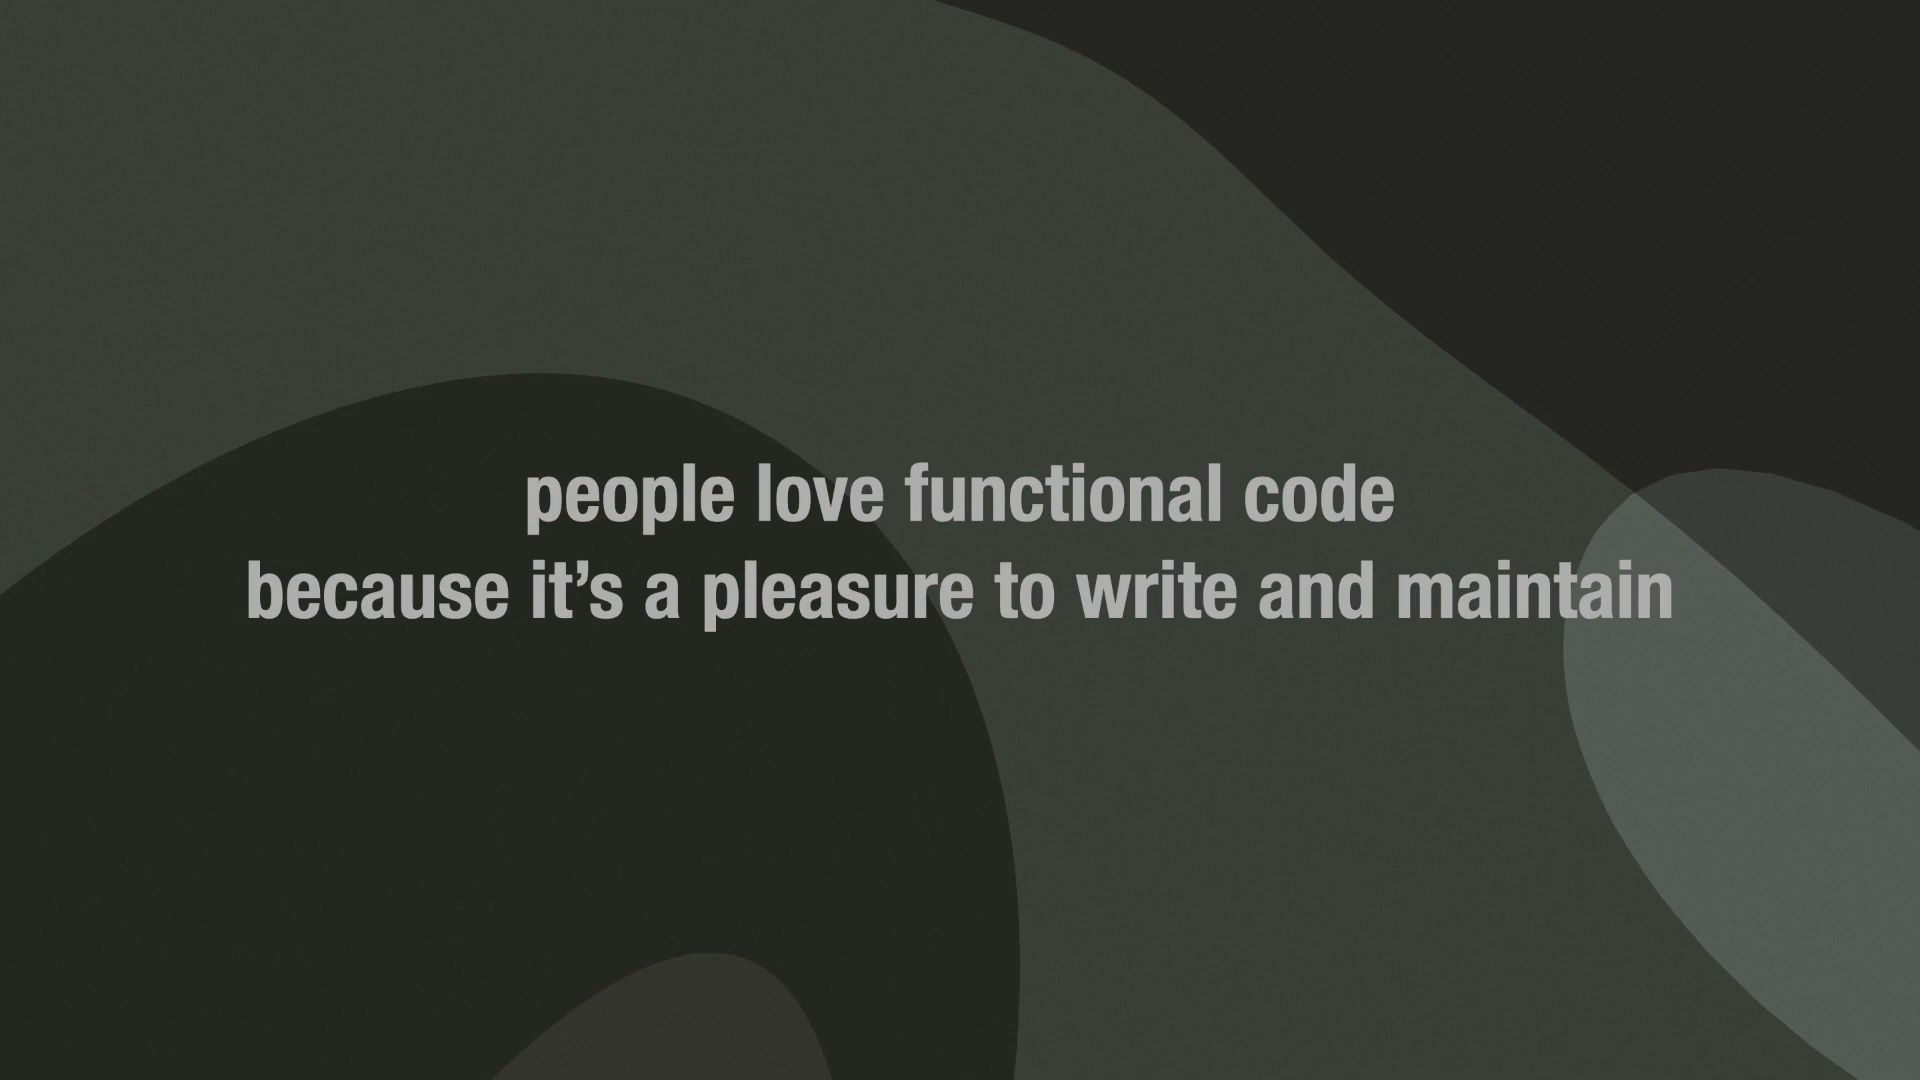 people love functional code
because it’s a pleasure to write and maintain